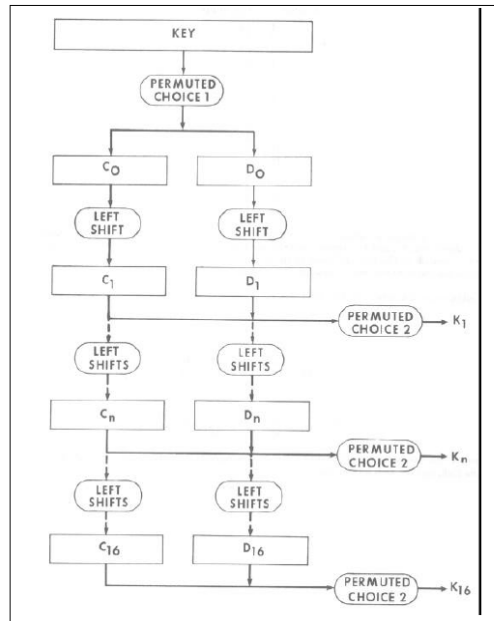 KEY
PERMUTED
CHOICE 1
C0 D0
LEFT
SHIFT
LEFT
SHIFT
C1 D1
PERMUTED
CHOICE 2
K1
LEFT
SHIFTS
LEFT
SHIFTS
Cn Dn
PERMUTED
CHOICE 2
Kn
LEFT
SHIFTS
LEFT
SHIFTS
C16 D16
PERMUTED
CHOICE 2
K16